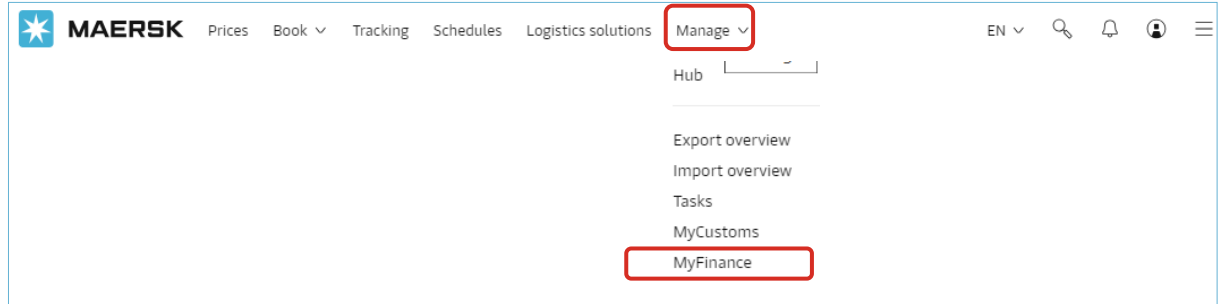 MAERSK Prices Book Tracking Schedules Logistics solutions Manage EN
Hub
Export overview
Import overview
Tasks
MyCustoms
MyFinance